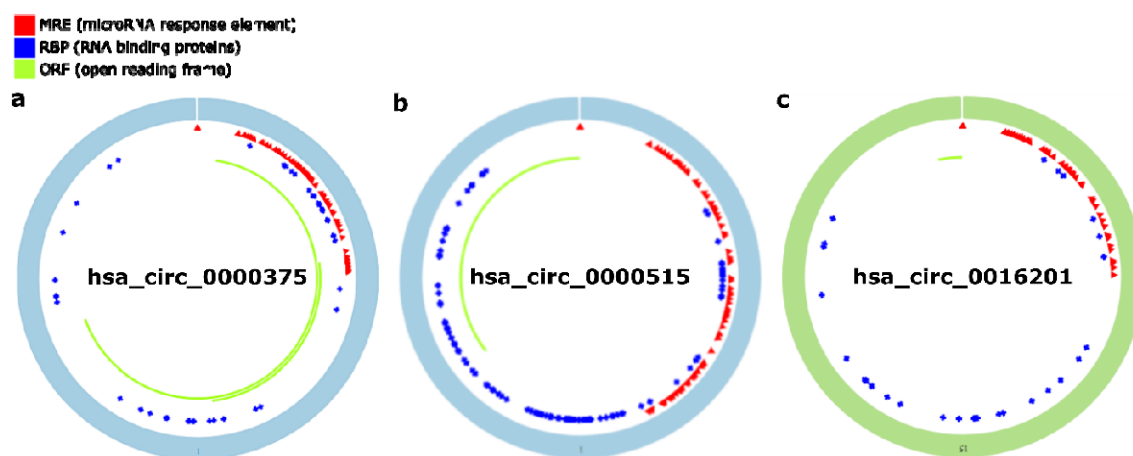 MRE (microRNA response element)
RBP (RNA binding proteins)
ORF (open reading frame)
a
b
c
hsa_circ_0000375
hsa_circ_0000515
hsa_circ_0016201